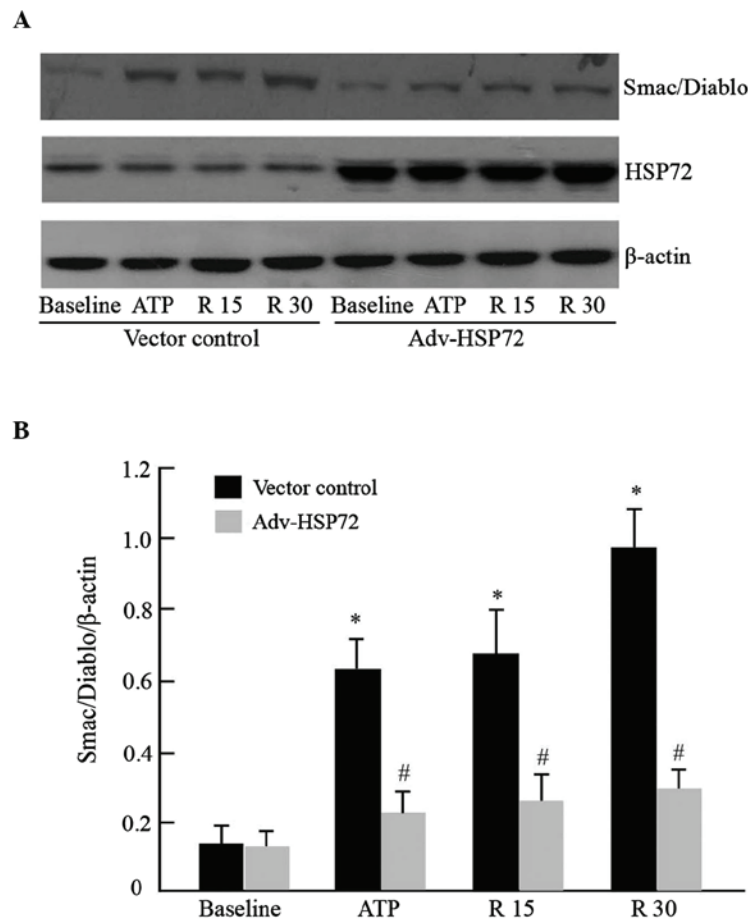 A
Smac/Diablo
HSP72
β-actin
Baseline ATP R 15 R 30 Baseline ATP R 15 R 30
Vector control Adv-HSP72
B
1.2
Vector control
Adv-HSP72
1.0
0.8
0.6
0.4
0.2
0
Smac/Diablo/β-actin
*
#
*
#
*
#
Baseline ATP R 15 R 30